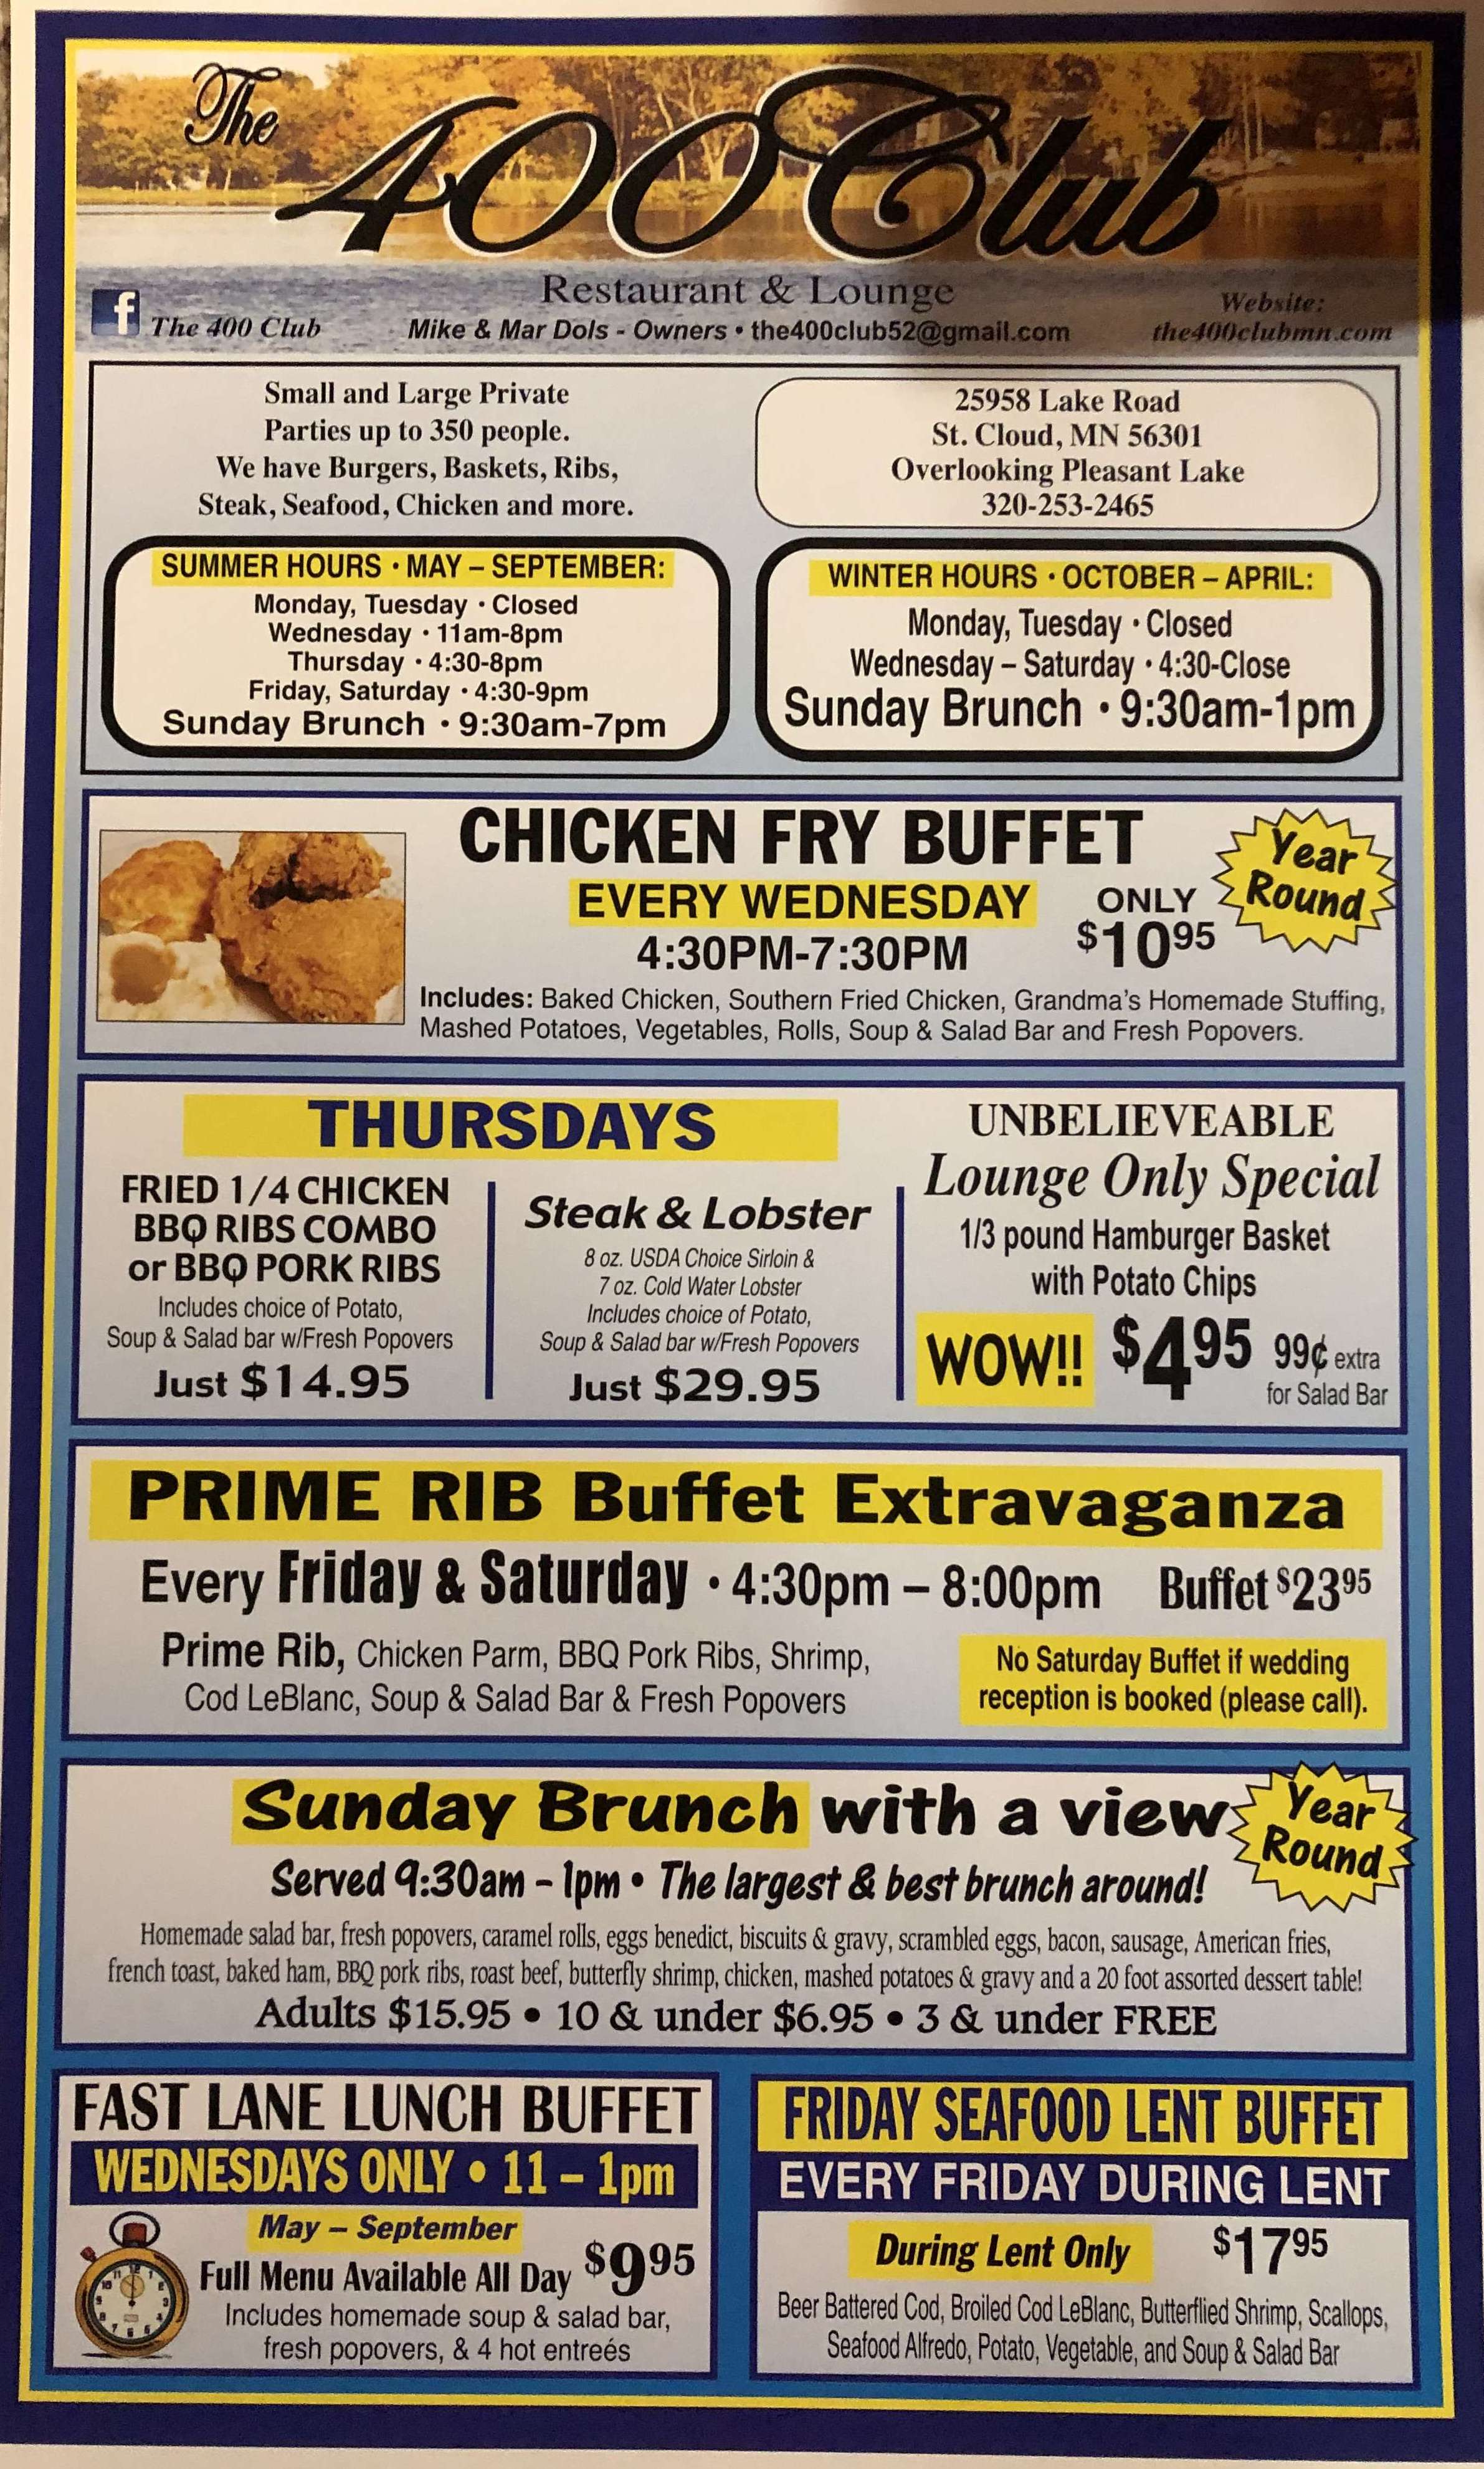 The 400 Club
Restaurant & Lounge
The 400 Club
Mike & Mar Dols - Owners • the400club52@gmail.com
Website:
the400clubmn.com
Small and Large Private
Parties up to 350 people.
We have Burgers, Baskets, Ribs,
Steak, Seafood, Chicken and more.
25958 Lake Road
St. Cloud, MN 56301
Overlooking Pleasant Lake
320-253-2465
SUMMER HOURS • MAY – SEPTEMBER:
Monday, Tuesday • Closed
Wednesday • 11am-8pm
Thursday • 4:30-8pm
Friday, Saturday • 4:30-9pm
Sunday Brunch • 9:30am-7pm
WINTER HOURS • OCTOBER – APRIL:
Monday, Tuesday • Closed
Wednesday – Saturday • 4:30-Close
Sunday Brunch • 9:30am-1pm
CHICKEN FRY BUFFET
EVERY WEDNESDAY
4:30PM-7:30PM
ONLY
$1095
Year
Round
Includes: Baked Chicken, Southern Fried Chicken, Grandma's Homemade Stuffing,
Mashed Potatoes, Vegetables, Rolls, Soup & Salad Bar and Fresh Popovers.
THURSDAYS
FRIED 1/4 CHICKEN
BBQ RIBS COMBO
or BBQ PORK RIBS
Includes choice of Potato,
Soup & Salad bar w/Fresh Popovers
Just $14.95
Steak & Lobster
8 oz. USDA Choice Sirloin &
7 oz. Cold Water Lobster
Includes choice of Potato,
Soup & Salad bar w/Fresh Popovers
Just $29.95
UNBELIEVEABLE
Lounge Only Special
1/3 pound Hamburger Basket
with Potato Chips
WOW!! $495 99¢ extra
for Salad Bar
PRIME RIB Buffet Extravaganza
Every Friday & Saturday • 4:30pm – 8:00pm Buffet $2395
Prime Rib, Chicken Parm, BBQ Pork Ribs, Shrimp,
Cod LeBlanc, Soup & Salad Bar & Fresh Popovers
No Saturday Buffet if wedding
reception is booked (please call).
Sunday Brunch with a view
Year
Round
Served 9:30am – 1pm • The largest & best brunch around!
Homemade salad bar, fresh popovers, caramel rolls, eggs benedict, biscuits & gravy, scrambled eggs, bacon, sausage, American fries,
french toast, baked ham, BBQ pork ribs, roast beef, butterfly shrimp, chicken, mashed potatoes & gravy and a 20 foot assorted dessert table!
Adults $15.95 • 10 & under $6.95 • 3 & under FREE
FAST LANE LUNCH BUFFET
WEDNESDAYS ONLY • 11 – 1pm
May – September
Full Menu Available All Day $995
Includes homemade soup & salad bar,
fresh popovers, & 4 hot entreés
FRIDAY SEAFOOD LENT BUFFET
EVERY FRIDAY DURING LENT
During Lent Only $1795
Beer Battered Cod, Broiled Cod LeBlanc, Butterflied Shrimp, Scallops,
Seafood Alfredo, Potato, Vegetable, and Soup & Salad Bar